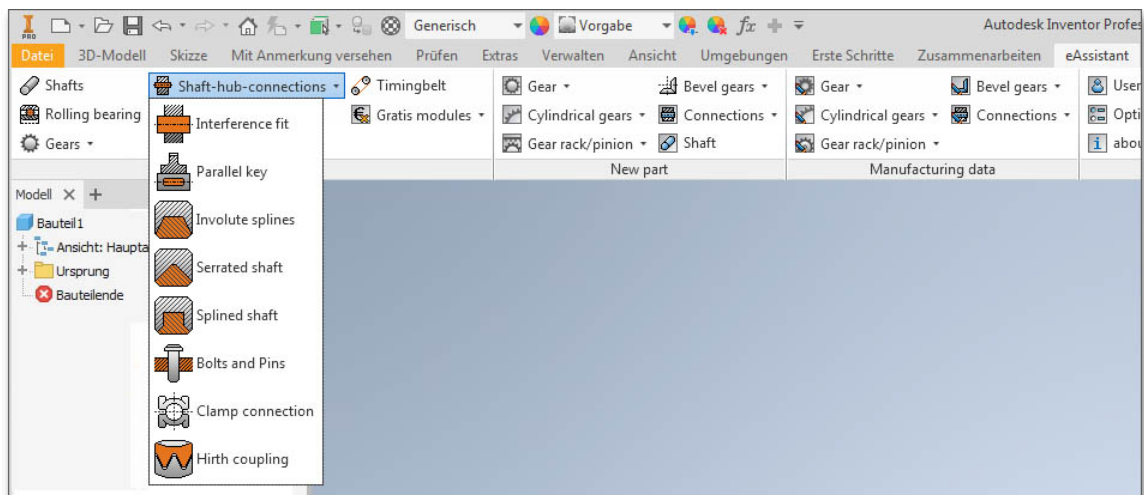 PRO Generisch Vorgabe fx Autodesk Inventor Profes
Datei 3D-Modell Skizze Mit Anmerkung versehen Prüfen Extras Verwalten Ansicht Umgebungen Erste Schritte Zusammenarbeiten eAssistant
Shafts Shaft-hub-connections Timingbelt Gear Bevel gears Gear Bevel gears User
Rolling bearing Gratis modules Cylindrical gears Connections Cylindrical gears Connections Opti
Gears Gear rack/pinion Shaft Gear rack/pinion abou
New part Manufacturing data
Interference fit
Parallel key
Involute splines
Serrated shaft
Splined shaft
Bolts and Pins
Clamp connection
Hirth coupling
Modell
Bauteil1
Ansicht: Haupta
Ursprung
Bauteilende